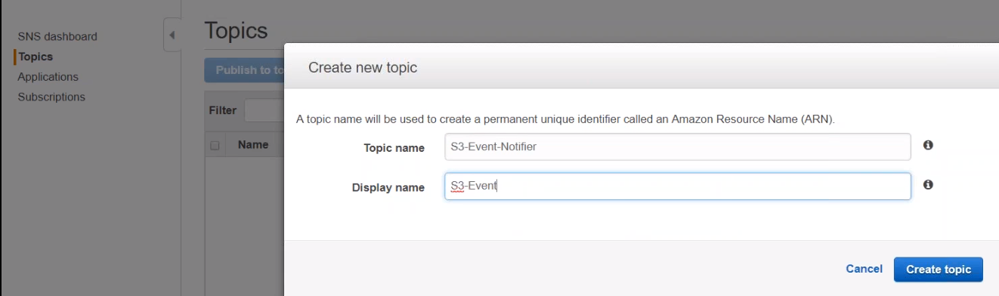 SNS dashboard
Topics
Applications
Subscriptions
Topics
Publish to to
Filter
Name
Create new topic
A topic name will be used to create a permanent unique identifier called an Amazon Resource Name (ARN).
Topic name S3-Event-Notifier
Display name S3-Event
Cancel Create topic